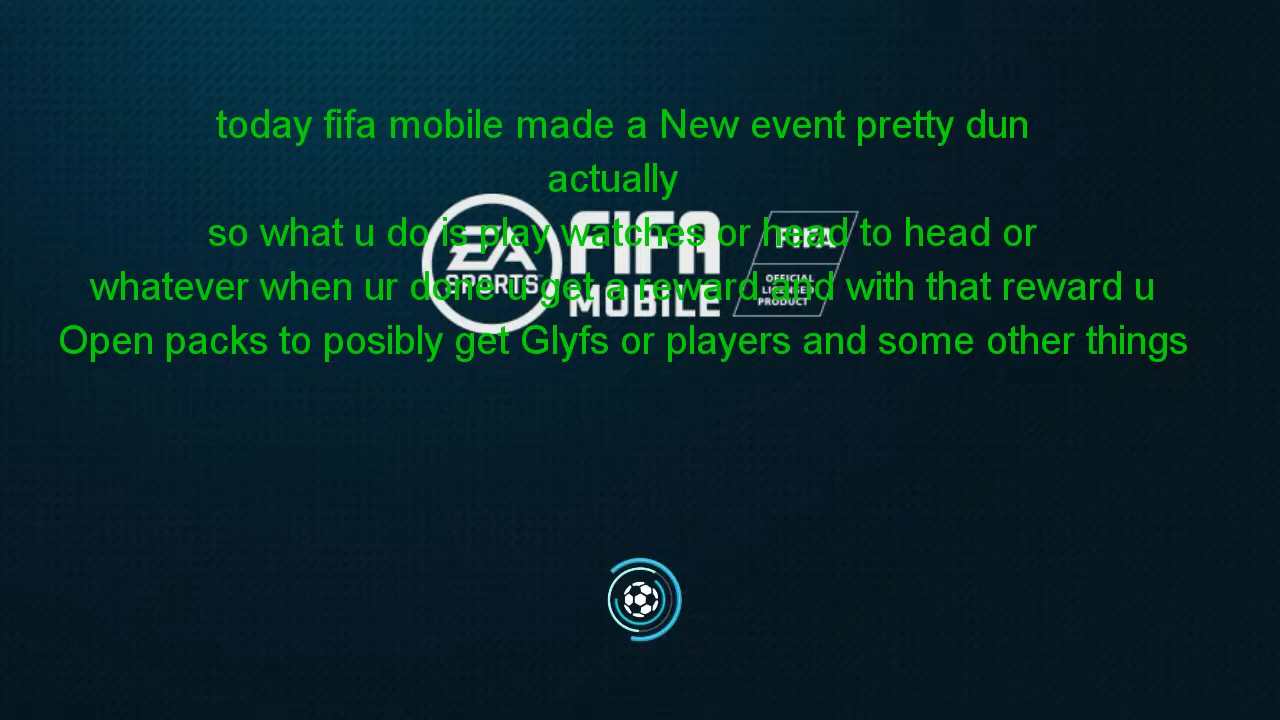 today fifa mobile made a New event pretty dun
actually
so what u do is play watches or head to head or
whatever when ur done u get a reward and with that reward u
Open packs to posibly get Glyfs or players and some other things
EA
SPORTS
FIFA
MOBILE
FIFA
OFFICIAL
LICENSED
PRODUCT